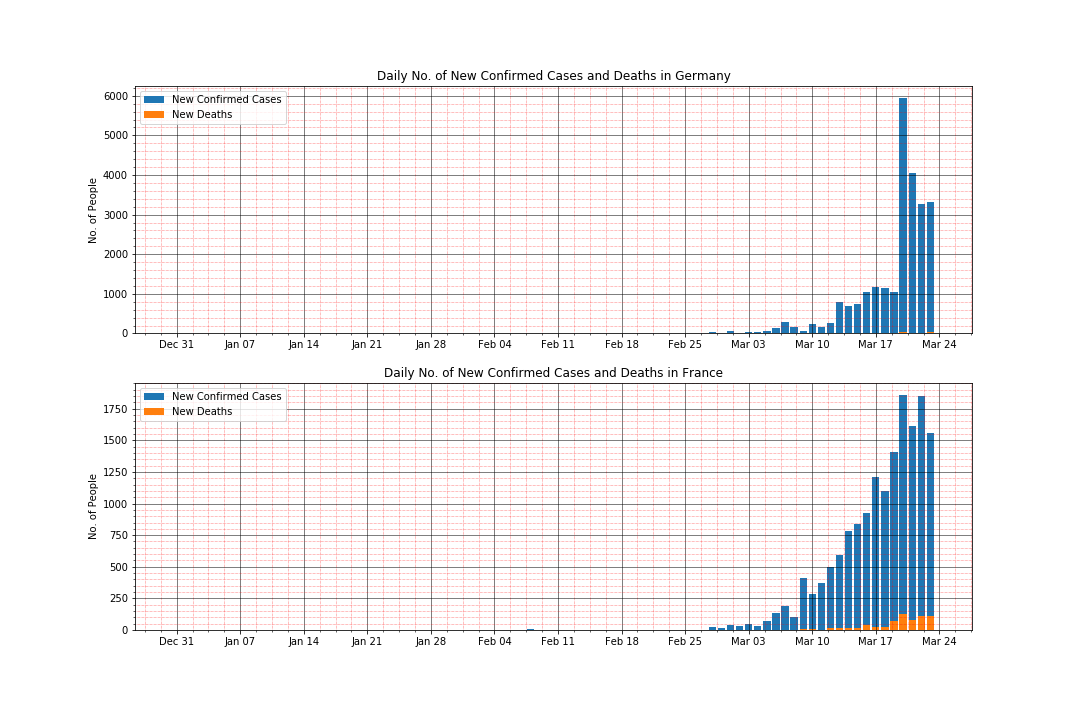 Daily No. of New Confirmed Cases and Deaths in Germany
New Confirmed Cases
New Deaths
No. of People
6000
5000
4000
3000
2000
1000
0
Dec 31 Jan 07 Jan 14 Jan 21 Jan 28 Feb 04 Feb 11 Feb 18 Feb 25 Mar 03 Mar 10 Mar 17 Mar 24
Daily No. of New Confirmed Cases and Deaths in France
New Confirmed Cases
New Deaths
No. of People
1750
1500
1250
1000
750
500
250
0
Dec 31 Jan 07 Jan 14 Jan 21 Jan 28 Feb 04 Feb 11 Feb 18 Feb 25 Mar 03 Mar 10 Mar 17 Mar 24